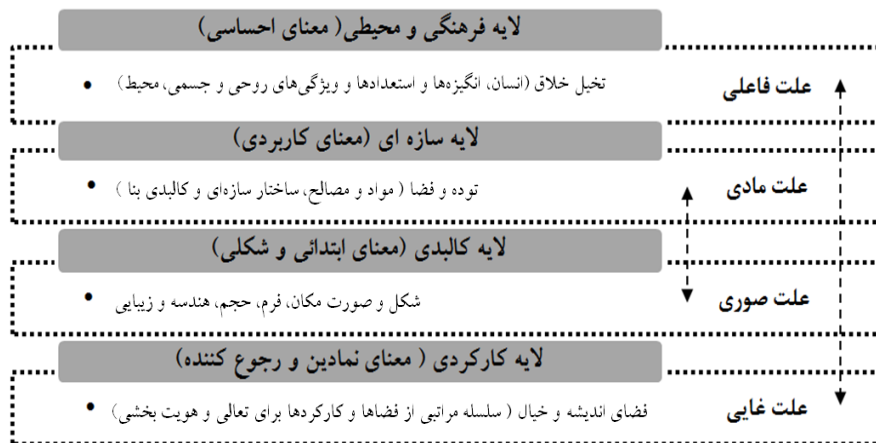 لایه فرهنگی و محیطی( معنای احساسی)
علت فاعلی
• تخیل خلاق (انسان، انگیزه‌ها و استعدادها و ویژگی‌های روحی و جسمی، محیط)
لایه سازه ای (معنای کاربردی)
علت مادی
• توده و فضا ( مواد و مصالح، ساختار سازه‌ای و کالبدی بنا )
لایه کالبدی (معنای ابتدائی و شکلی)
علت صوری
• شکل و صورت مکان، فرم، حجم، هندسه و زیبایی
لایه کارکردی ( معنای نمادین و رجوع کننده)
علت غایی
• فضای اندیشه و خیال ( سلسله مراتبی از فضاها و کارکردها برای تعالی و هویت بخشی)